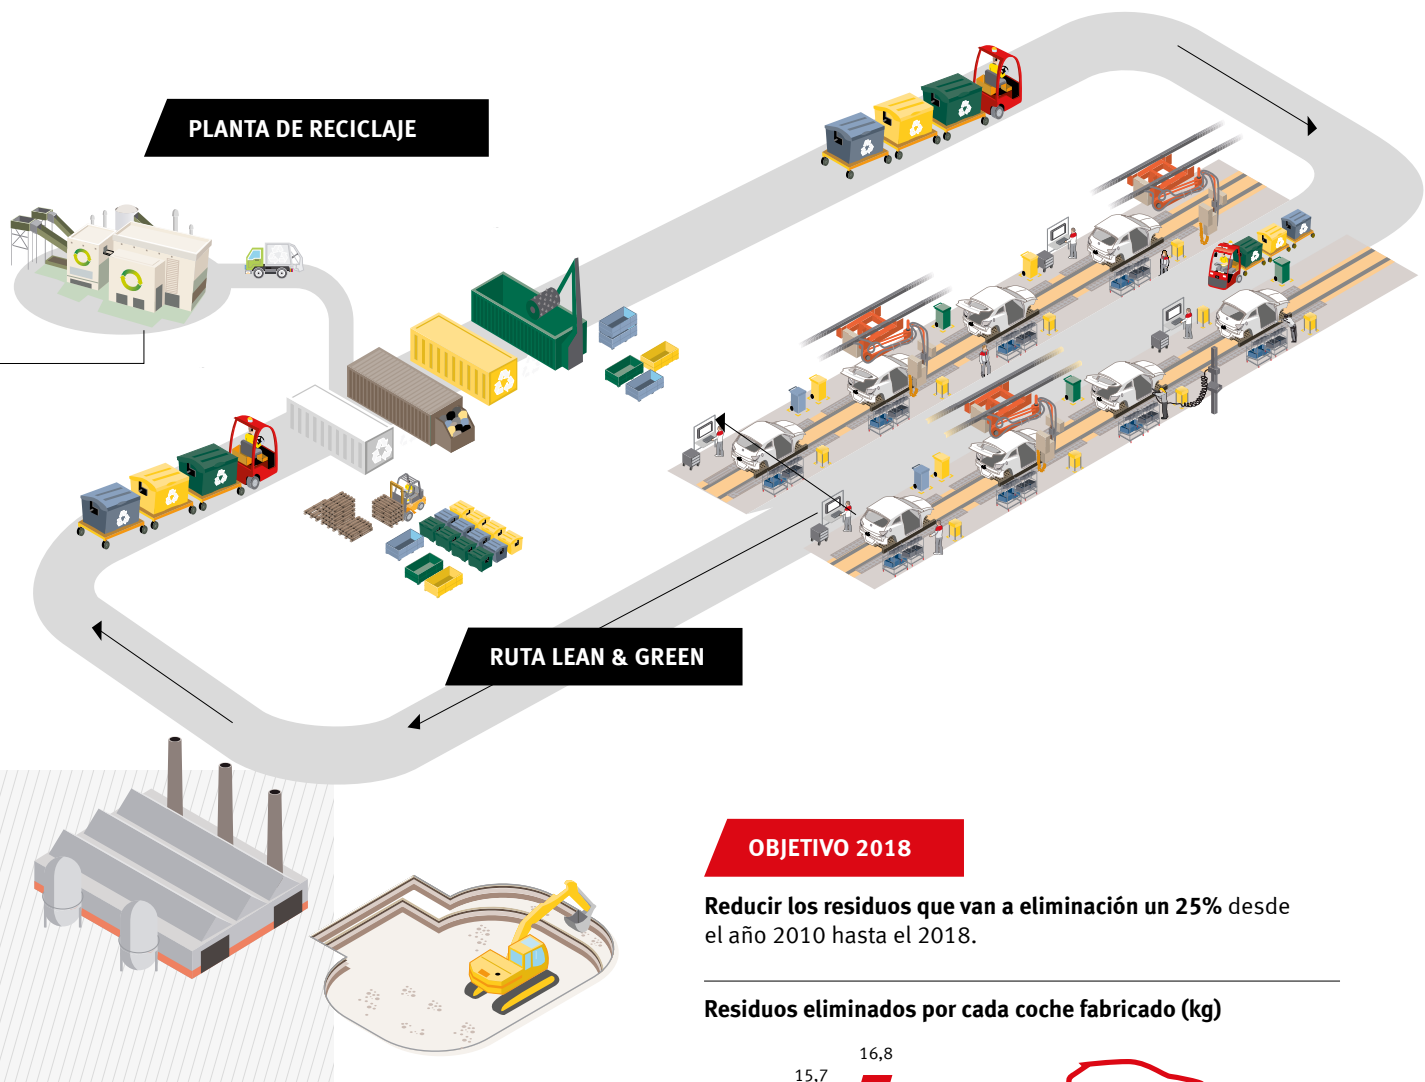 PLANTA DE RECICLAJE
RUTA LEAN & GREEN
OBJETIVO 2018
Reducir los residuos que van a eliminación un 25% desde
el año 2010 hasta el 2018.
Residuos eliminados por cada coche fabricado (kg)
16,8
15,7